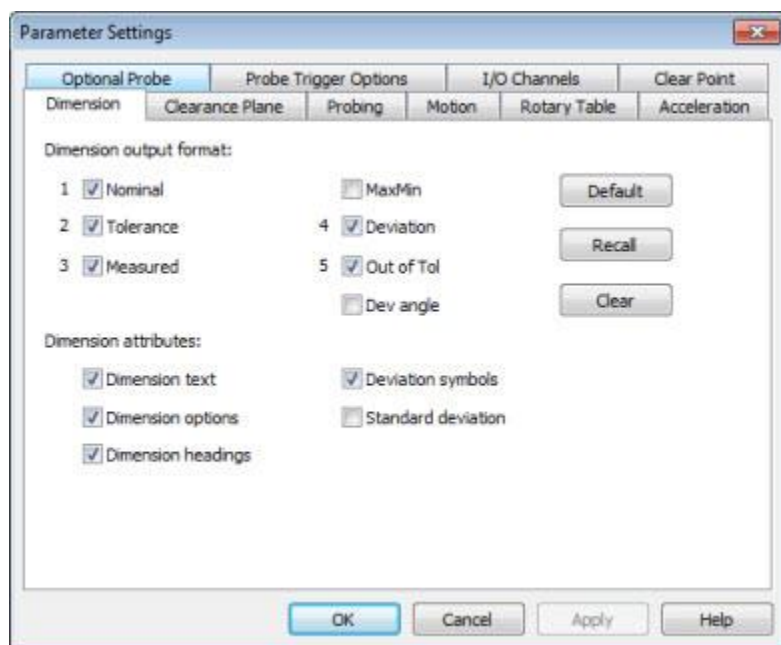 Parameter Settings
Optional Probe Probe Trigger Options I/O Channels Clear Point
Dimension Clearance Plane Probing Motion Rotary Table Acceleration
Dimension output format:
1 Nominal MaxMin Default
2 Tolerance 4 Deviation
Recall
3 Measured 5 Out of Tol
Dev angle Clear
Dimension attributes:
Dimension text Deviation symbols
Dimension options Standard deviation
Dimension headings
OK Cancel Apply Help